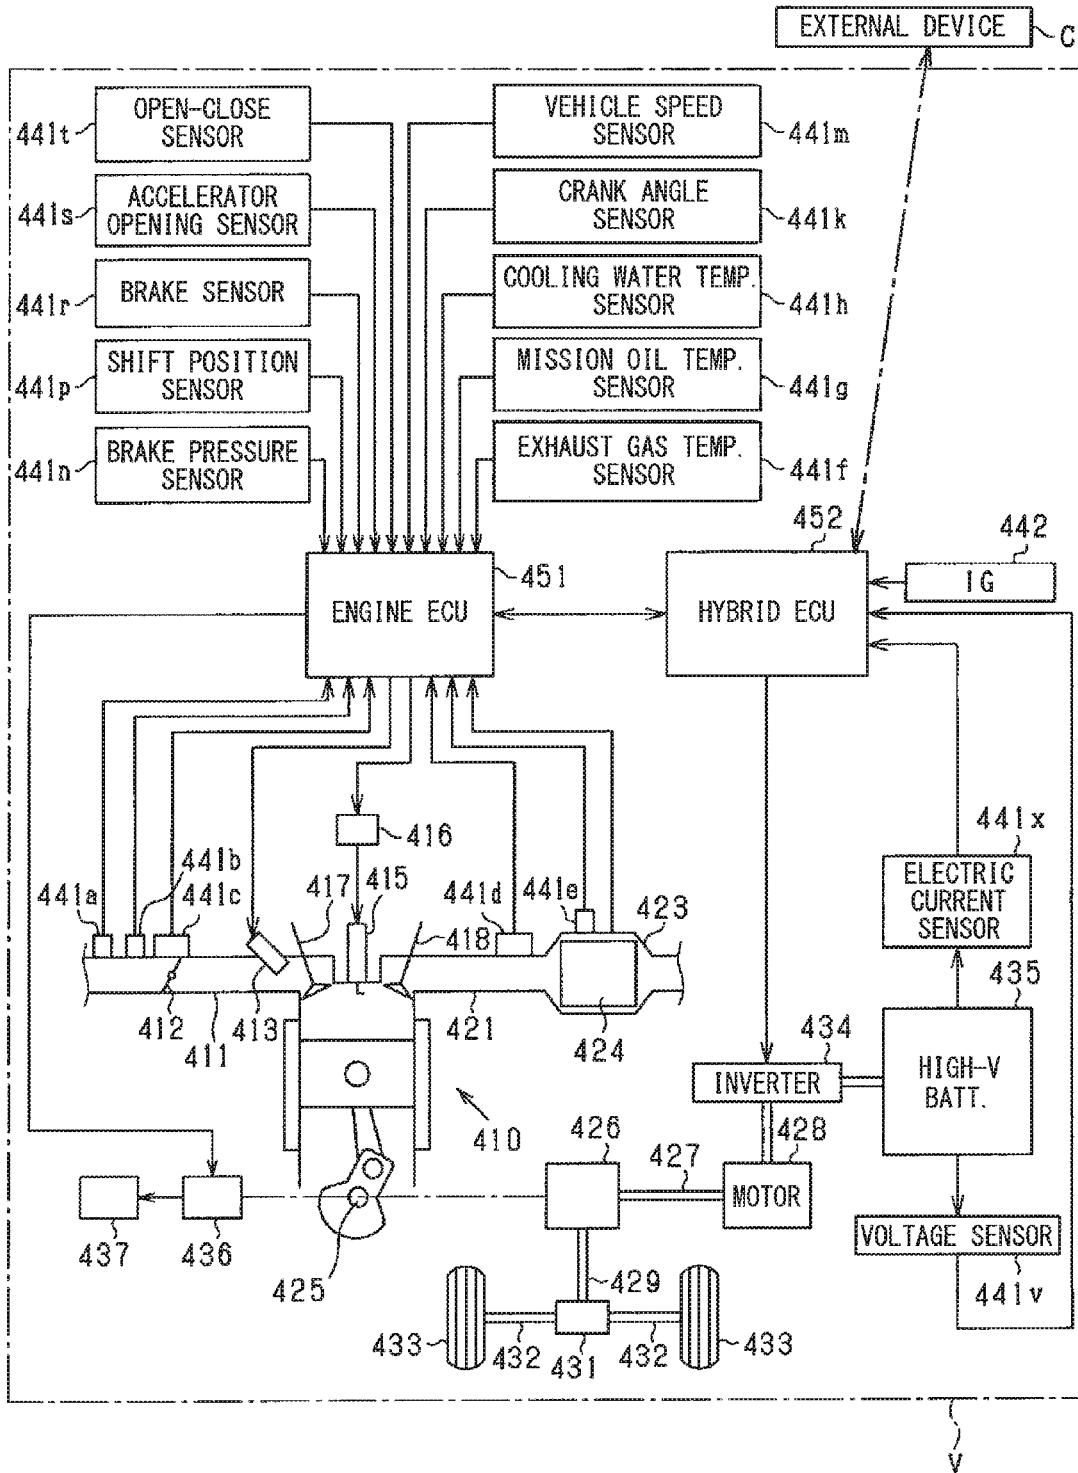 EXTERNAL DEVICE
C
OPEN-CLOSE
SENSOR
441t
VEHICLE SPEED
SENSOR
441m
ACCELERATOR
OPENING SENSOR
441s
CRANK ANGLE
SENSOR
441k
BRAKE SENSOR
441r
COOLING WATER TEMP.
SENSOR
441h
SHIFT POSITION
SENSOR
441p
MISSION OIL TEMP.
SENSOR
441g
BRAKE PRESSURE
SENSOR
441n
EXHAUST GAS TEMP.
SENSOR
441f
452
442
451
IG
ENGINE ECU
HYBRID ECU
441x
416
441b
441a
441c
417
415
441d
441e
423
418
ELECTRIC
CURRENT
SENSOR
435
412
413
411
421
424
434
INVERTER
HIGH-V
BATT.
410
426
427
428
MOTOR
437
436
425
429
VOLTAGE SENSOR
441v
433
432
431
432
433
V